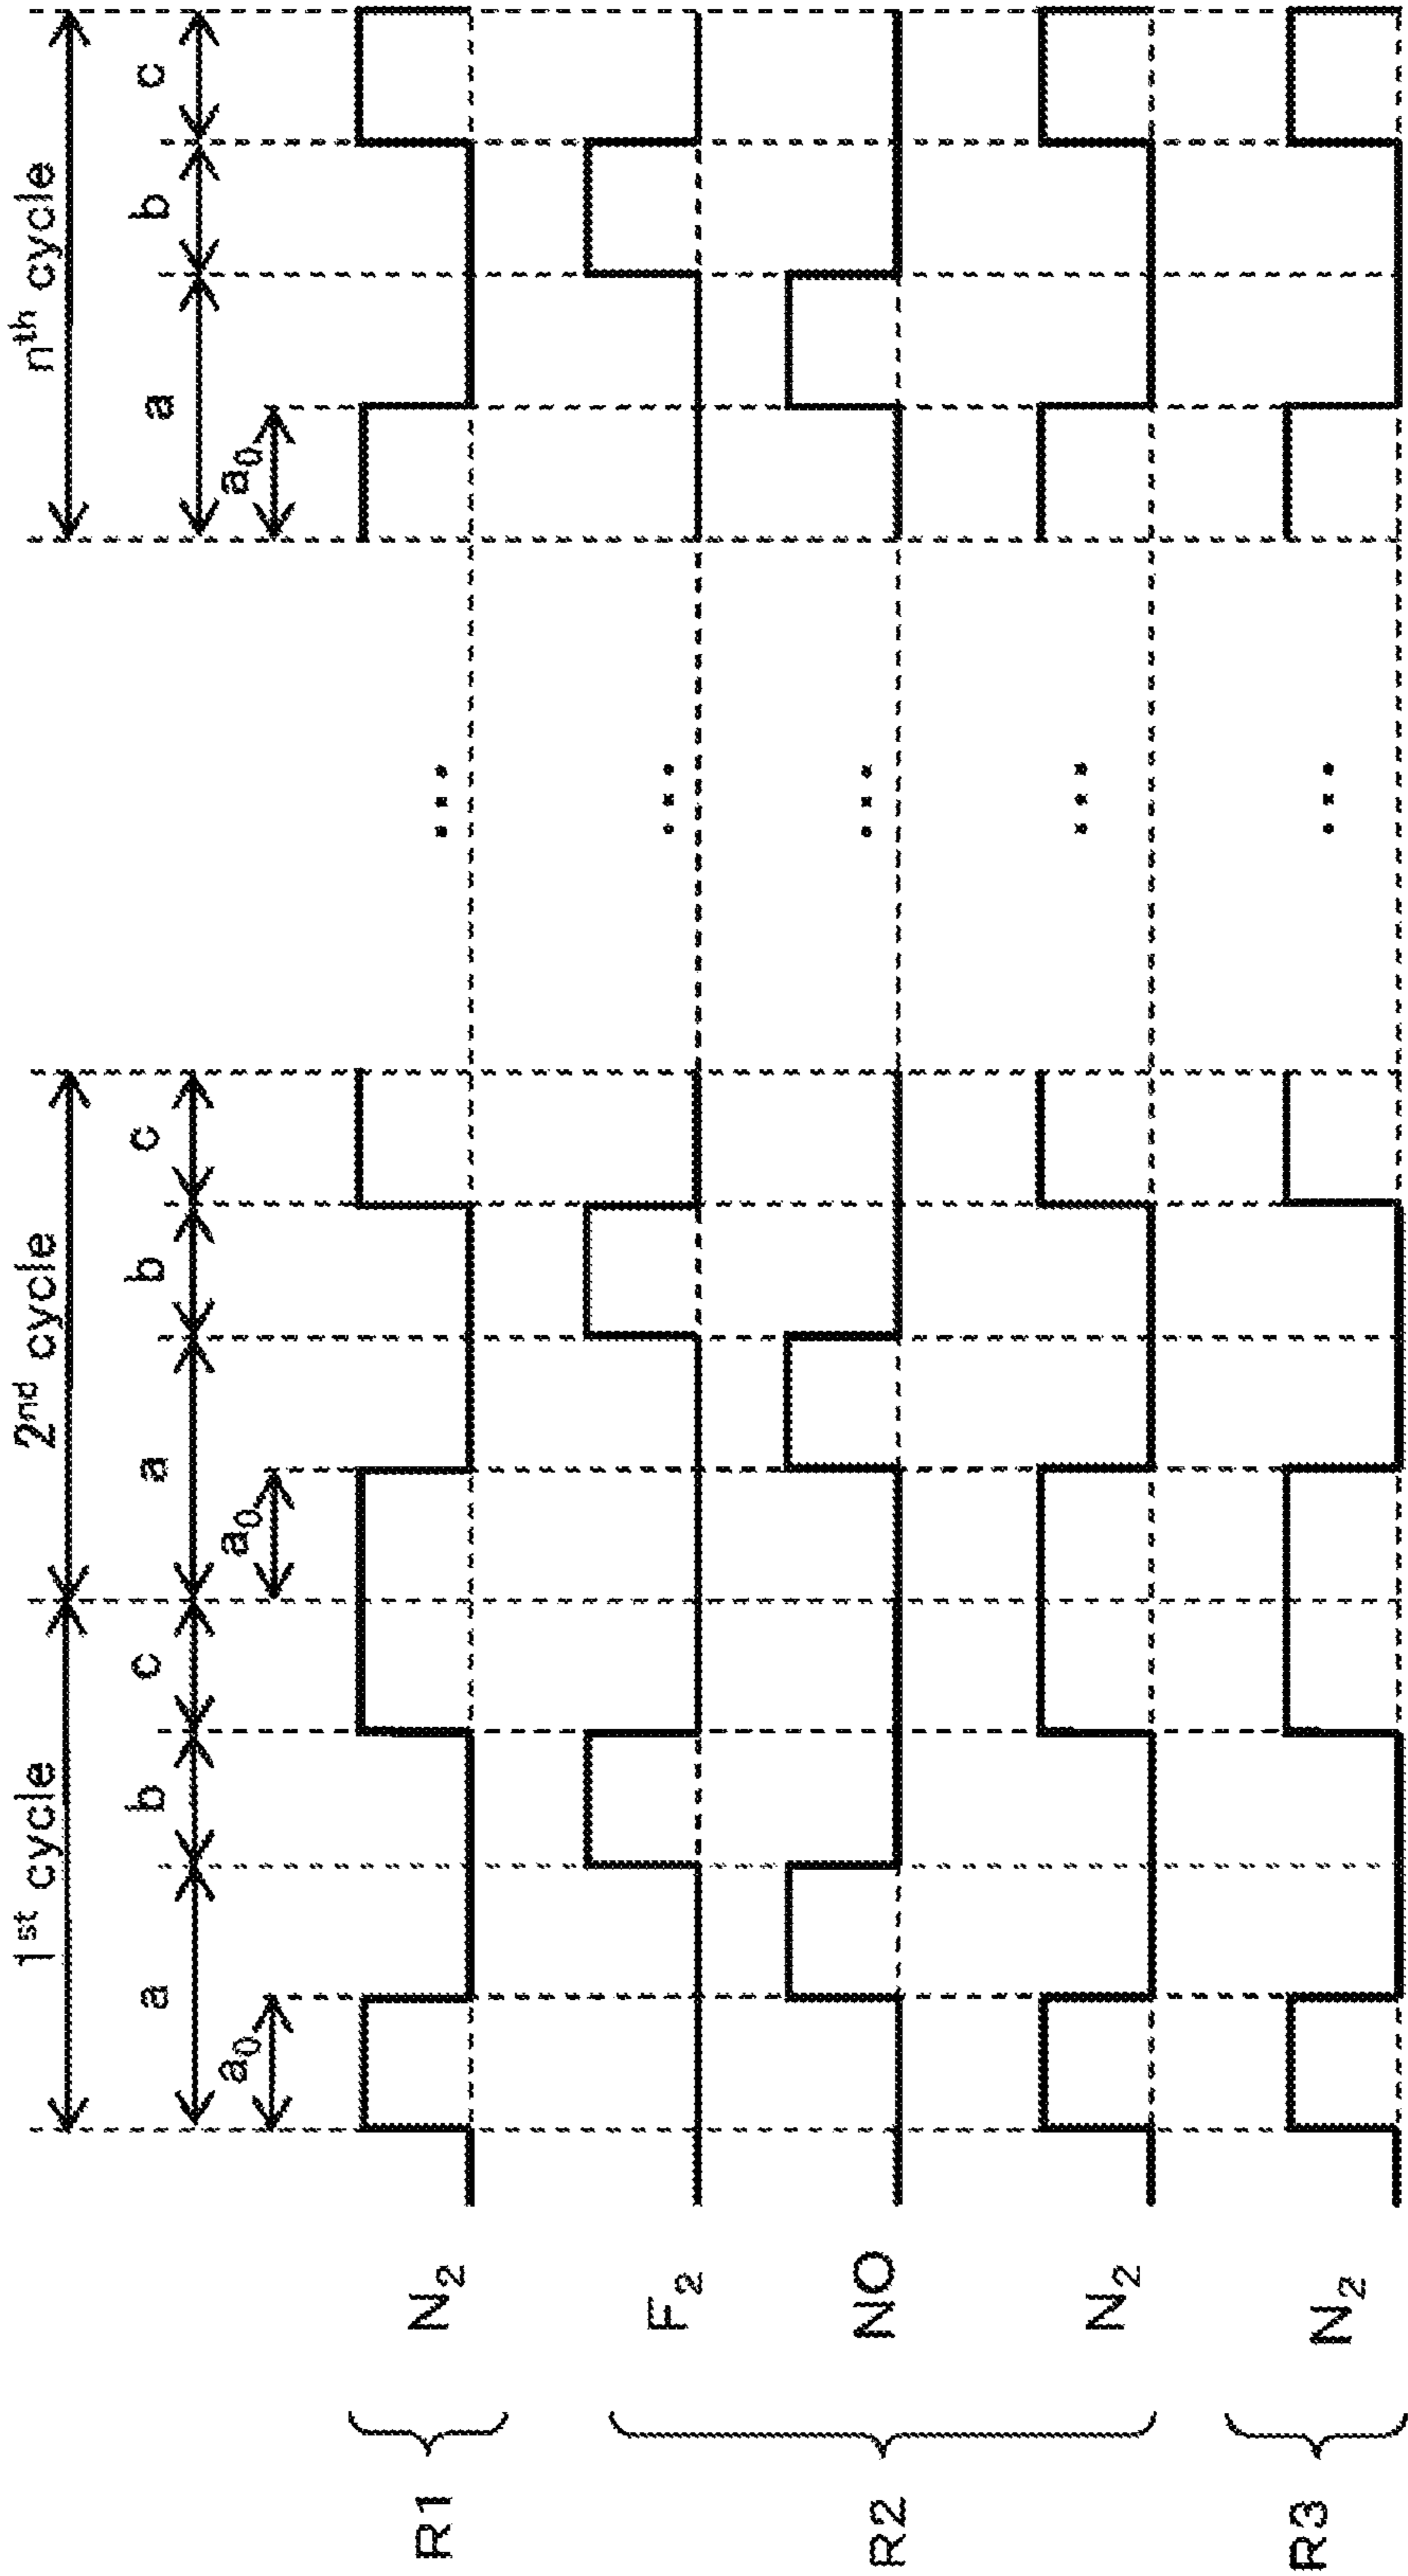 1st cycle 2nd cycle nth cycle
a b c a b c a b c
a0 a0 a0
R1 N2
R2 F2
NO
N2
R3 N2